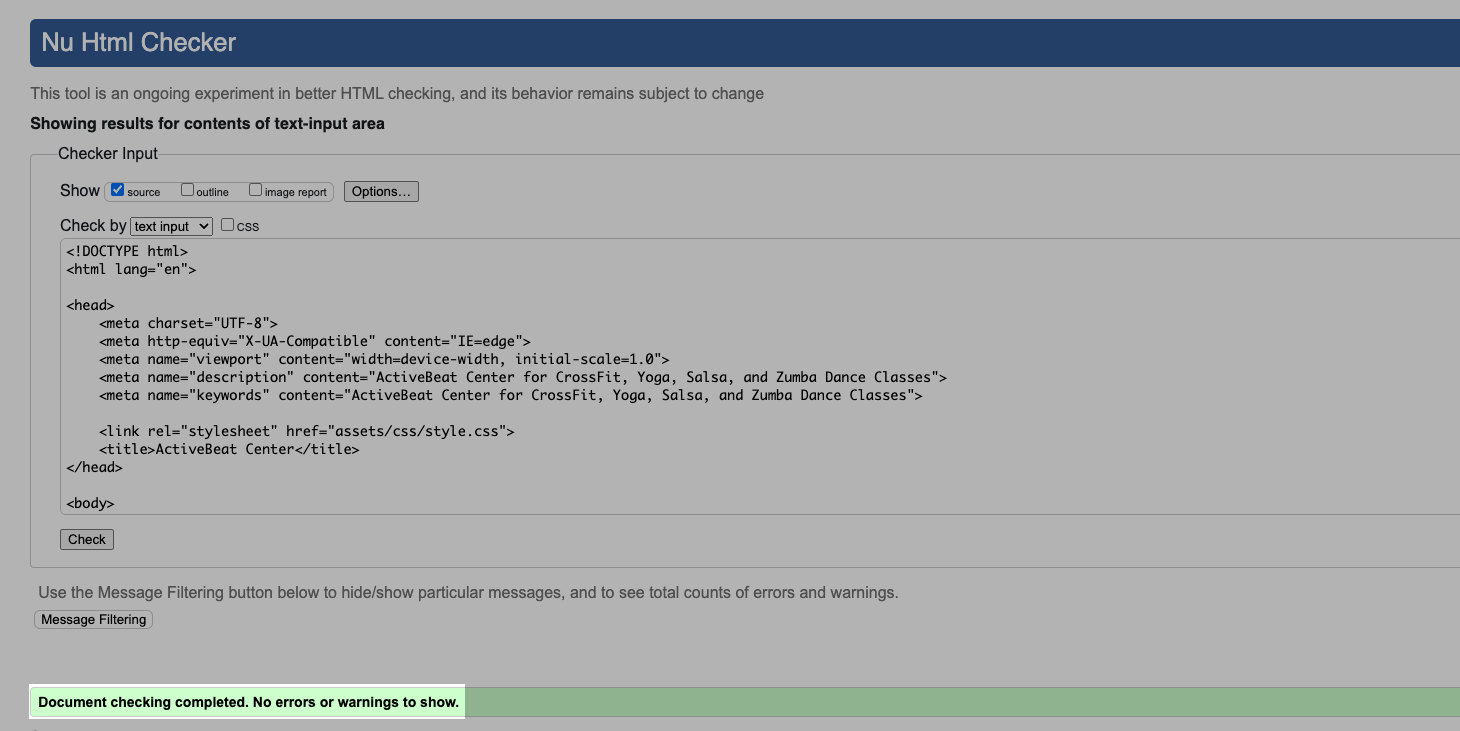 Nu Html Checker
This tool is an ongoing experiment in better HTML checking, and its behavior remains subject to change
Showing results for contents of text-input area
Checker Input
Show source outline image report Options...
Check by text input CSS
<!DOCTYPE html>
<html lang="en">
<head>
<meta charset="UTF-8">
<meta http-equiv="X-UA-Compatible" content="IE=edge">
<meta name="viewport" content="width=device-width, initial-scale=1.0">
<meta name="description" content="ActiveBeat Center for CrossFit, Yoga, Salsa, and Zumba Dance Classes">
<meta name="keywords" content="ActiveBeat Center for CrossFit, Yoga, Salsa, and Zumba Dance Classes">
<link rel="stylesheet" href="assets/css/style.css">
<title>ActiveBeat Center</title>
</head>
<body>
Check
Use the Message Filtering button below to hide/show particular messages, and to see total counts of errors and warnings.
Message Filtering
Document checking completed. No errors or warnings to show.